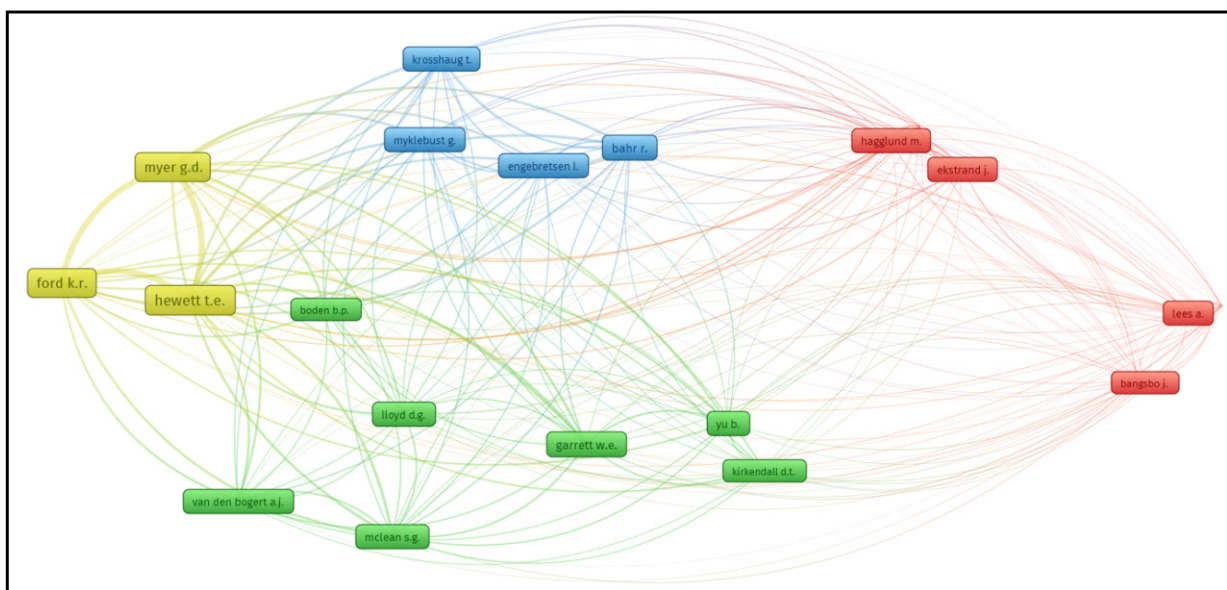 krosshaug t.
myklebust g.
hagglund m.
bahr r.
engebretsen l.
myer g.d.
ekstrand j.
ford k.r.
hewett t.e.
boden b.p.
lees a.
bangsbo j.
lloyd d.g.
yu b.
garrett w.e.
kirkendall d.t.
van den bogert a.j.
mclean s.g.